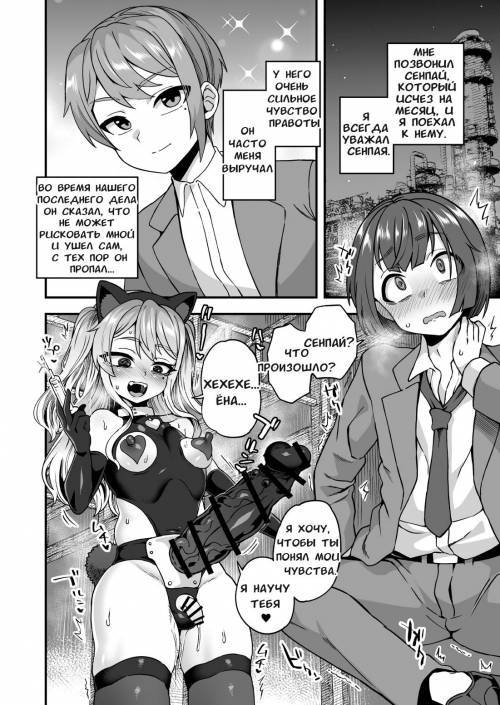 МНЕ
ПОЗВОНИЛ
СЕНПАЙ,
КОТОРЫЙ
ИСЧЕЗ НА
МЕСЯЦ, И
Я ПОЕХАЛ
К НЕМУ.
Я
ВСЕГДА
УВАЖАЛ
СЕНПАЯ.
У НЕГО
ОЧЕНЬ
СИЛЬНОЕ
ЧУВСТВО
ПРАВОТЫ
ОН
ЧАСТО
МЕНЯ
ВЫРУЧАЛ
ВО ВРЕМЯ НАШЕГО
ПОСЛЕДНЕГО ДЕЛА
ОН СКАЗАЛ, ЧТО
НЕ МОЖЕТ
РИСКОВАТЬ МНОЙ
И УШЕЛ САМ,
С ТЕХ ПОР ОН
ПРОПАЛ...
СЕНПАЙ?
ЧТО
ПРОИЗОШЛО?
ХЕХЕХЕ...
ЁНА...
Я ХОЧУ,
ЧТОБЫ ТЫ
ПОНЯЛ МОИ
ЧУВСТВА.
Я НАУЧУ
ТЕБЯ
♥